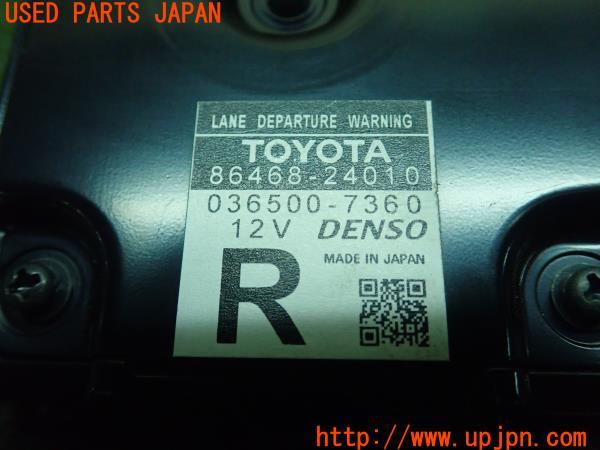 USED PARTS JAPAN
LANE DEPARTURE WARNING
TOYOTA
86468-24010
036500-7360
12V DENSO
R
MADE IN JAPAN
https://www.upjpn.com